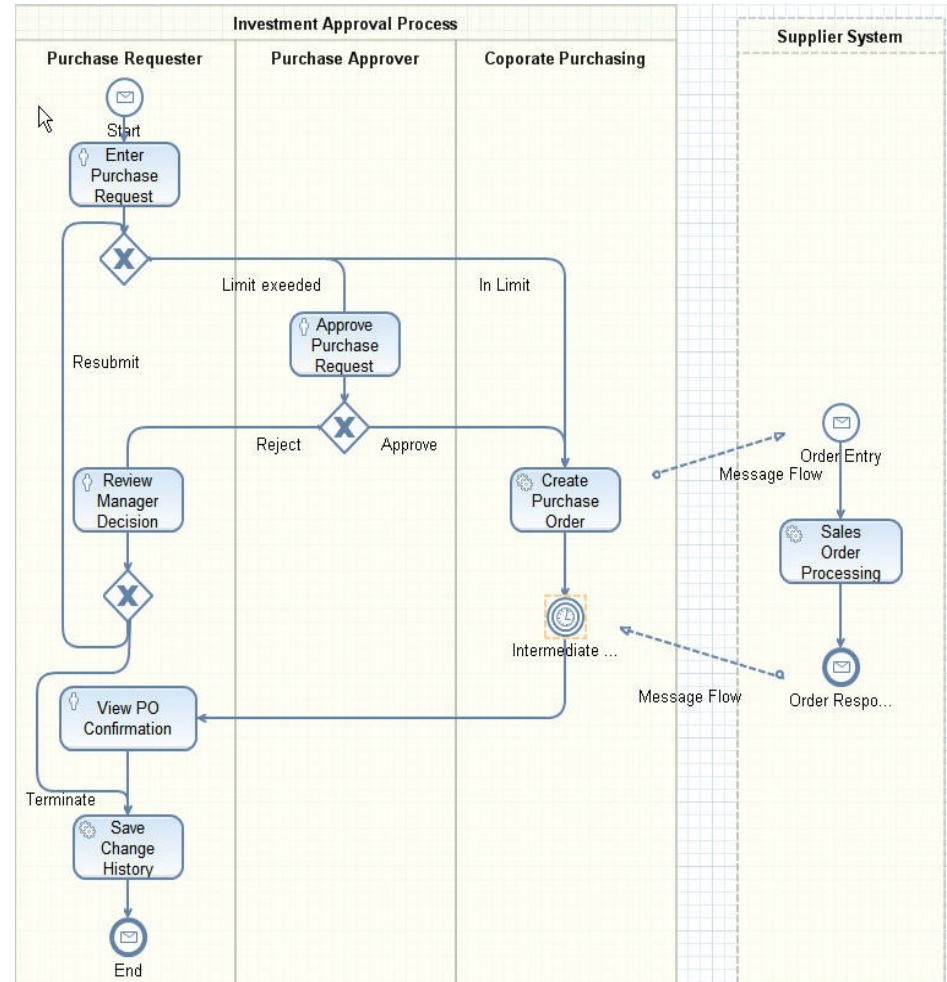 Investment Approval Process
Supplier System
Purchase Requester
Purchase Approver
Coporate Purchasing
Start
Enter
Purchase
Request
Limit exeeded
In Limit
Approve
Purchase
Request
Resubmit
Reject
Approve
Order Entry
Message Flow
Review
Manager
Decision
Create
Purchase
Order
Sales
Order
Processing
Intermediate ...
Message Flow
Order Respo...
View PO
Confirmation
Terminate
Save
Change
History
End